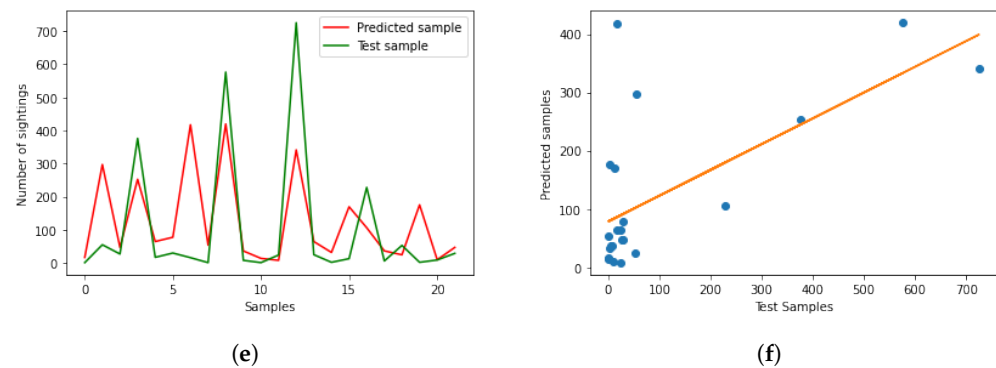 700
600
500
400
300
200
100
0
Number of sightings
Predicted sample
Test sample
0 5 10 15 20
Samples
(e)
400
300
200
100
0
Predicted samples
0 100 200 300 400 500 600 700
Test Samples
(f)